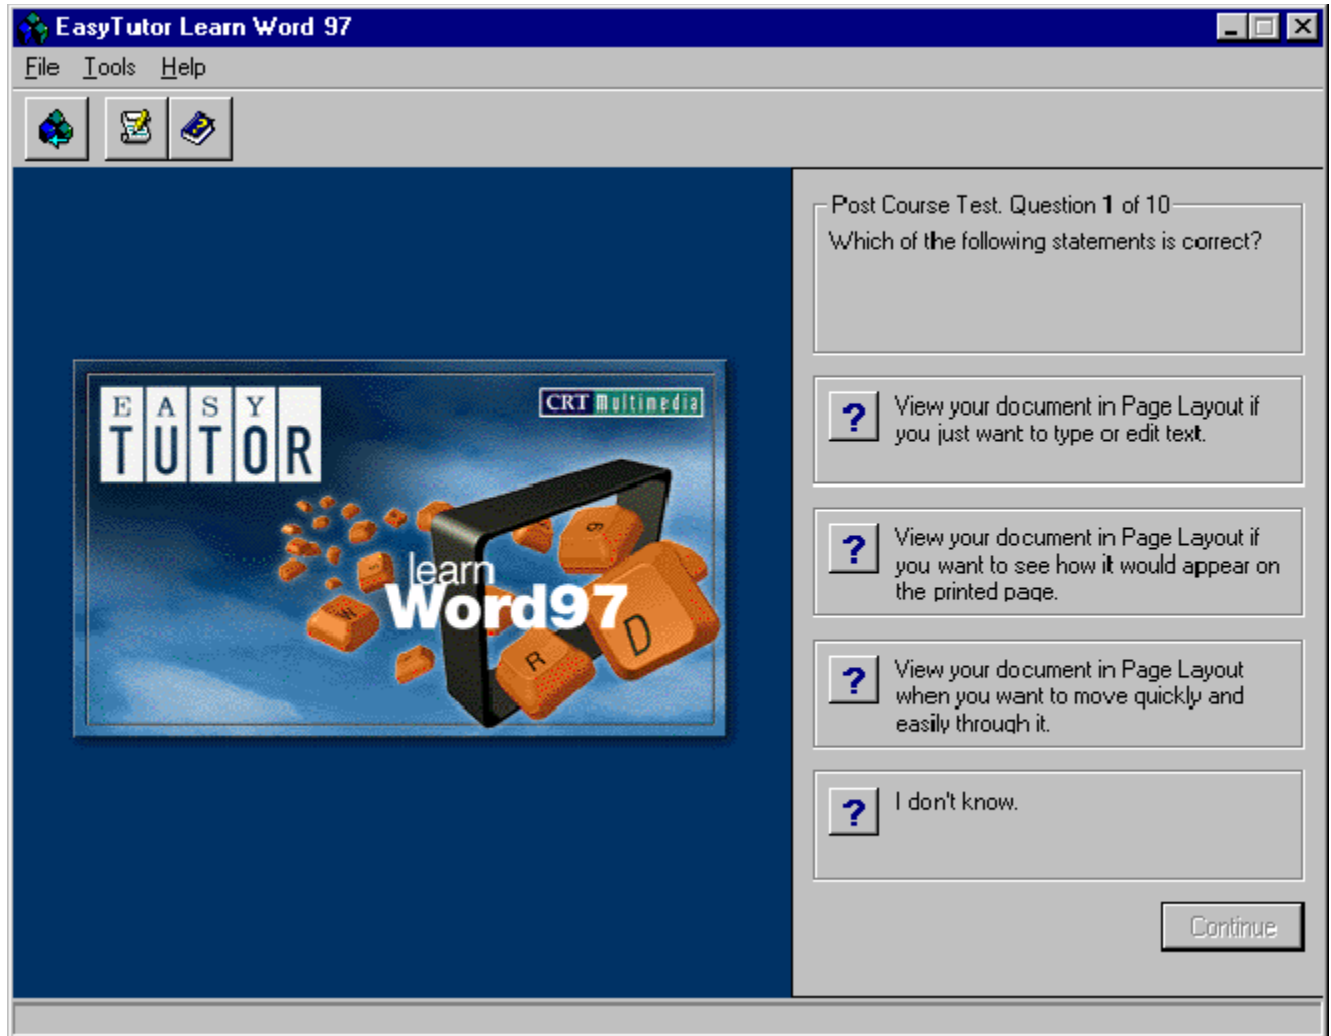 EasyTutor Learn Word 97
File Tools Help
EASY
TUTOR
CRT Multimedia
learn
Word97
R
D
Post Course Test. Question 1 of 10
Which of the following statements is correct?
? View your document in Page Layout if
you just want to type or edit text.
? View your document in Page Layout if
you want to see how it would appear on
the printed page.
? View your document in Page Layout
when you want to move quickly and
easily through it.
? I don't know.
Continue